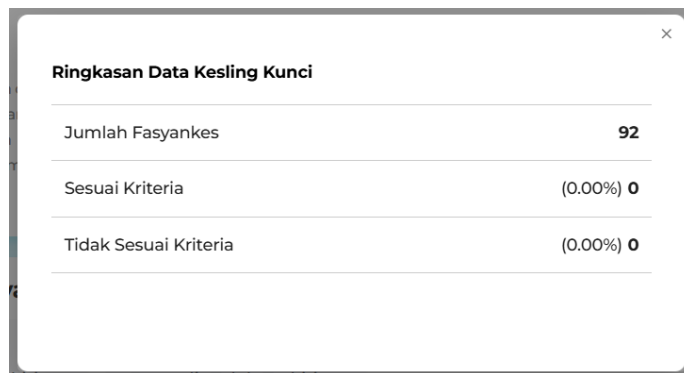 ×
Ringkasan Data Kesling Kunci
Jumlah Fasyankes 92
Sesuai Kriteria (0.00%) 0
Tidak Sesuai Kriteria (0.00%) 0